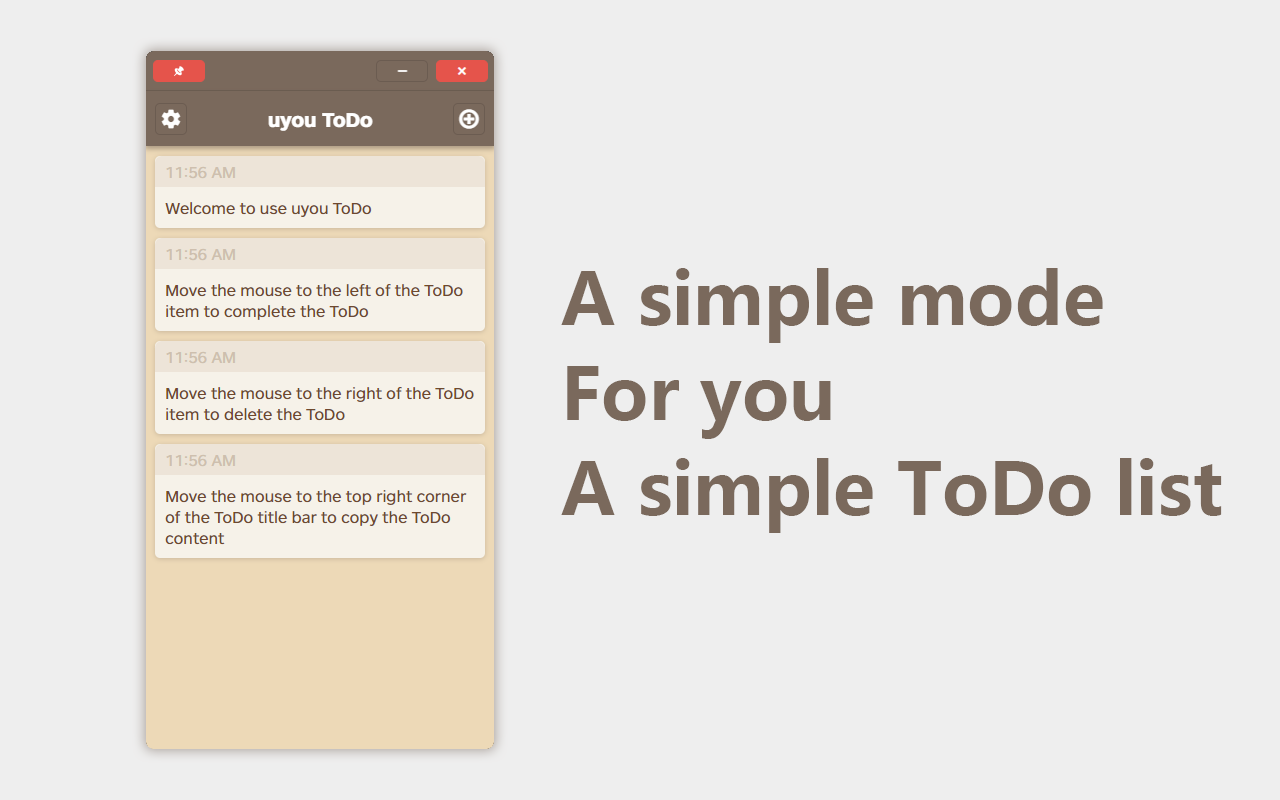 uyou ToDo
11:56 AM
Welcome to use uyou ToDo
11:56 AM
Move the mouse to the left of the ToDo
item to complete the ToDo
11:56 AM
Move the mouse to the right of the ToDo
item to delete the ToDo
11:56 AM
Move the mouse to the top right corner
of the ToDo title bar to copy the ToDo
content
A simple mode
For you
A simple ToDo list